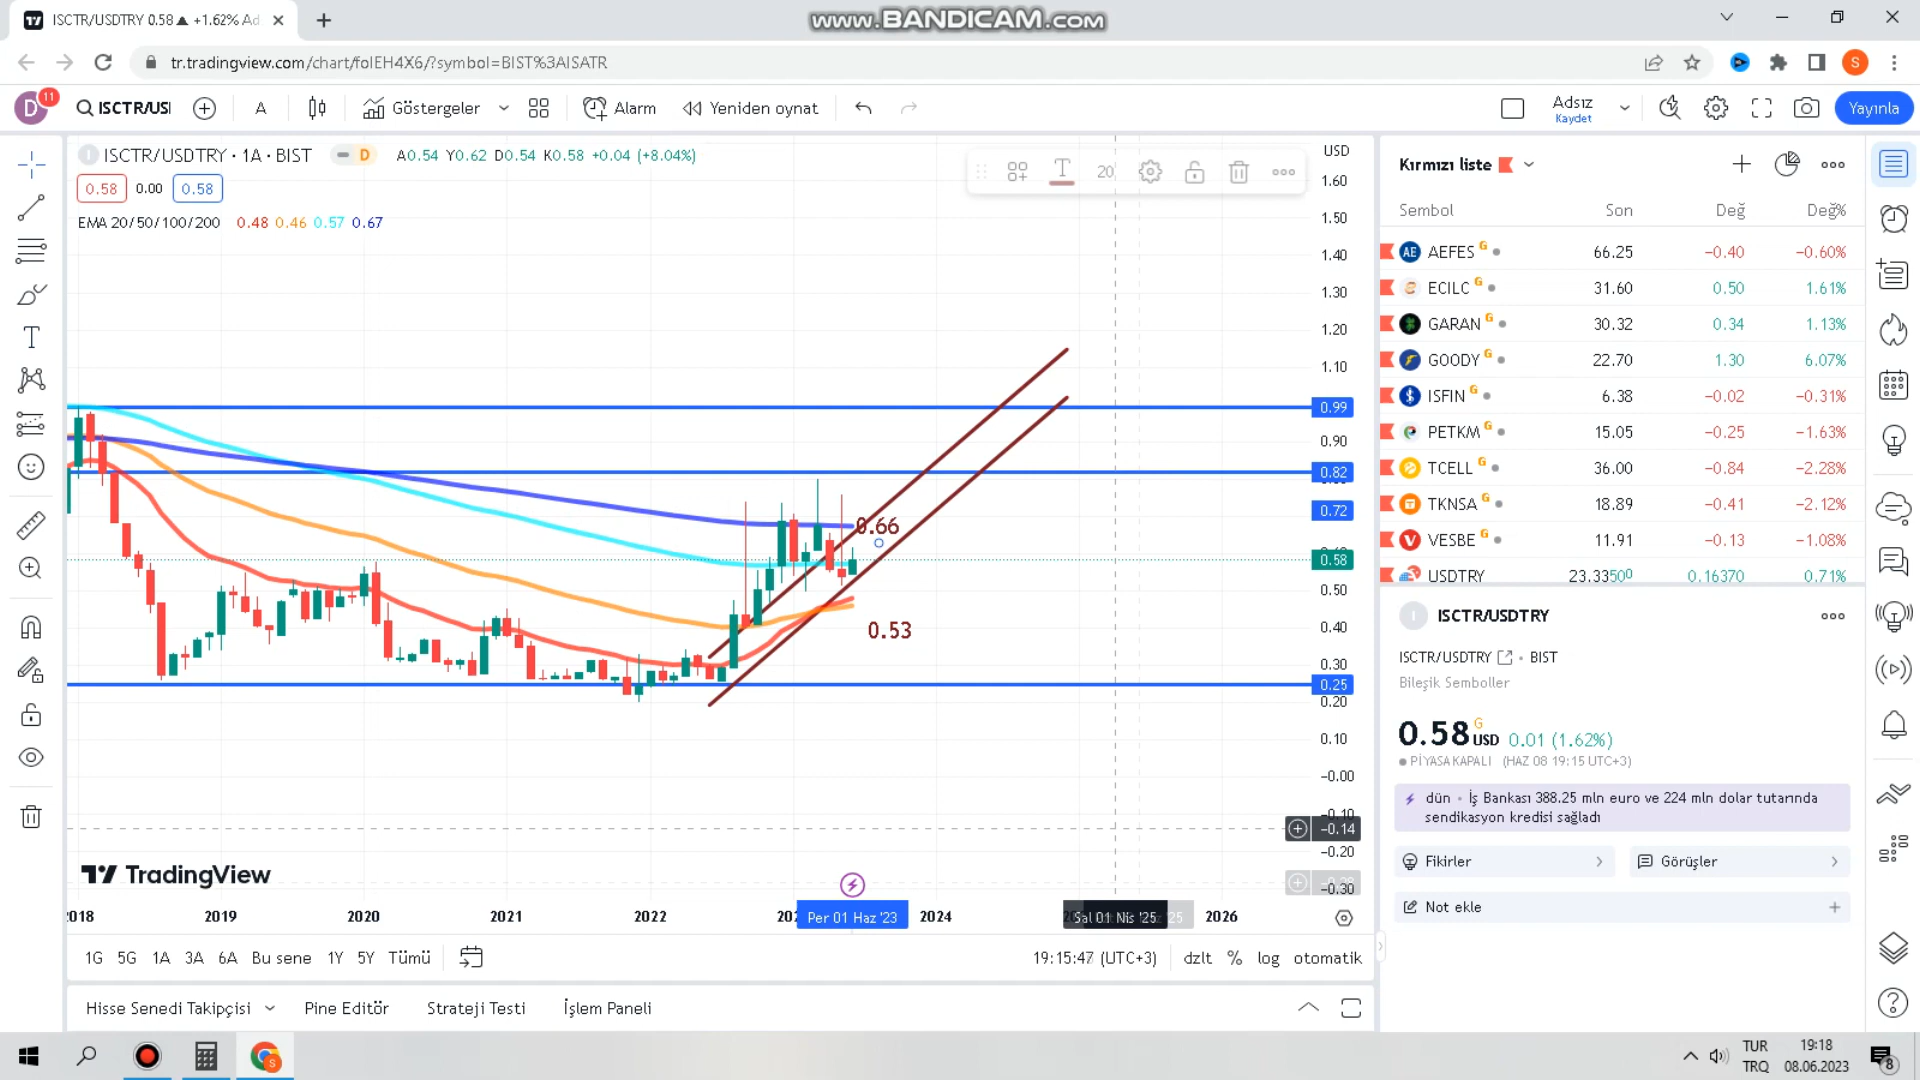 ISCTR/USDTRY 0.58 ▲ +1.62% Ad
www.BANDICAM.com
tr.tradingview.com/chart/folEH4X6/?symbol=BIST%3AISATR
S
D
11
ISCTR/USI
A
Göstergeler
Alarm
Yeniden oynat
Adsız
Kaydet
Yayınla
ISCTR/USDTRY · 1A · BIST
D
A0.54 Y0.62 D0.54 K0.58 +0.04 (+8.04%)
0.58
0.00
0.58
EMA 20/50/100/200 0.48 0.46 0.57 0.67
T
20
USD
1.60
1.50
1.40
1.30
1.20
1.10
0.99
0.90
0.82
0.72
0.58
0.50
0.40
0.30
0.25
0.20
0.10
−0.00
−0.10
−0.14
−0.20
−0.30
0.66
0.53
TradingView
2019
2020
2021
2022
Per 01 Haz '23
2024
Sal 01 Nis '25
2026
1G 5G 1A 3A 6A Bu sene 1Y 5Y Tümü
19:15:47 (UTC+3)
dzlt % log otomatik
Hisse Senedi Takipçisi
Pine Editör
Strateji Testi
İşlem Paneli
Kırmızı liste
Sembol Son Değ Değ%
AE AEFES G 66.25 −0.40 −0.60%
ECILC G 31.60 0.50 1.61%
GARAN G 30.32 0.34 1.13%
GOODY G 22.70 1.30 6.07%
ISFIN G 6.38 −0.02 −0.31%
PETKM G 15.05 −0.25 −1.63%
TCELL G 36.00 −0.84 −2.28%
TKNSA G 18.89 −0.41 −2.12%
VESBE G 11.91 −0.13 −1.08%
USDTRY 23.33500 0.16370 0.71%
I ISCTR/USDTRY
ISCTR/USDTRY • BIST
Bileşik Semboller
0.58 G USD 0.01 (1.62%)
PİYASA KAPALI (HAZ 08 19:15 UTC+3)
dün • İş Bankası 388.25 mln euro ve 224 mln dolar tutarında
sendikasyon kredisi sağladı
Fikirler
Görüşler
Not ekle
S
TUR
TRQ
19:18
08.06.2023
8